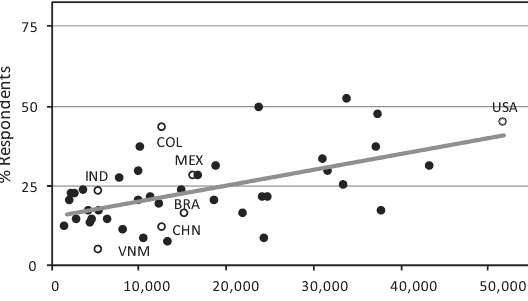 % Respondents
75
50
25
0
USA
COL
MEX
IND
BRA
CHN
VNM
0 10,000 20,000 30,000 40,000 50,000